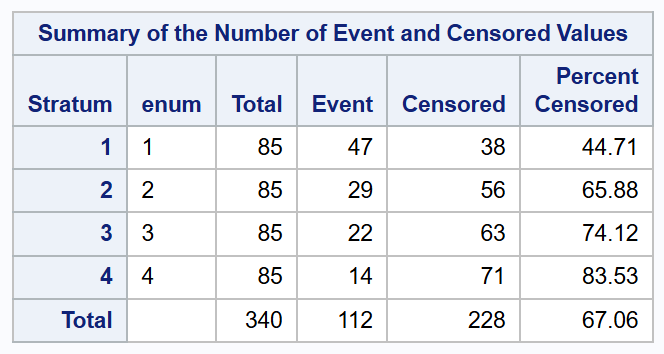 Summary of the Number of Event and Censored Values
Stratum enum Total Event Censored Percent Censored
1 1 85 47 38 44.71
2 2 85 29 56 65.88
3 3 85 22 63 74.12
4 4 85 14 71 83.53
Total 340 112 228 67.06